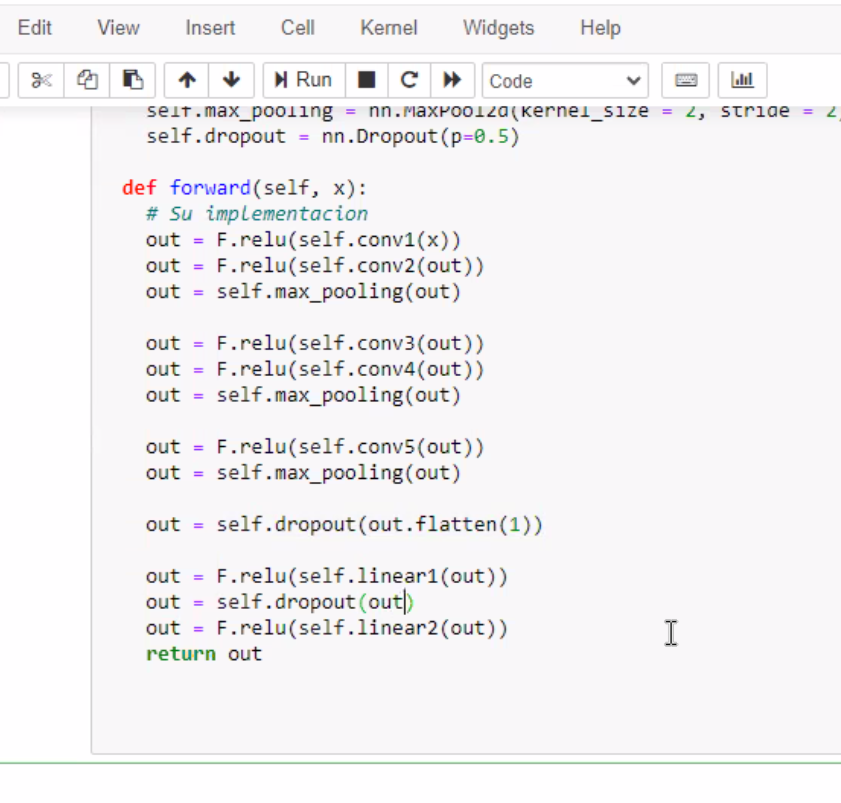 Edit View Insert Cell Kernel Widgets Help
Run Code
self.max_pooling = nn.MaxPool2d(kernel_size = 2, stride = 2,
self.dropout = nn.Dropout(p=0.5)
def forward(self, x):
# Su implementacion
out = F.relu(self.conv1(x))
out = F.relu(self.conv2(out))
out = self.max_pooling(out)
out = F.relu(self.conv3(out))
out = F.relu(self.conv4(out))
out = self.max_pooling(out)
out = F.relu(self.conv5(out))
out = self.max_pooling(out)
out = self.dropout(out.flatten(1))
out = F.relu(self.linear1(out))
out = self.dropout(out)
out = F.relu(self.linear2(out))
return out